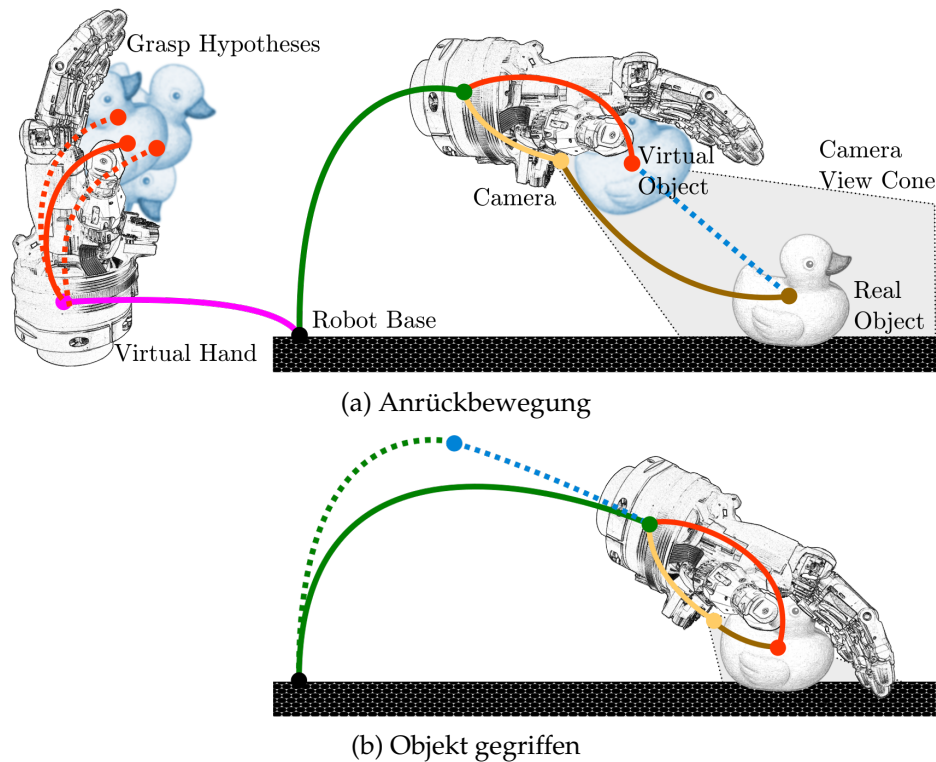 Grasp Hypotheses
Virtual
Object
Camera
View Cone
Camera
Real
Object
Robot Base
Virtual Hand
(a) Anrückbewegung
(b) Objekt gegriffen